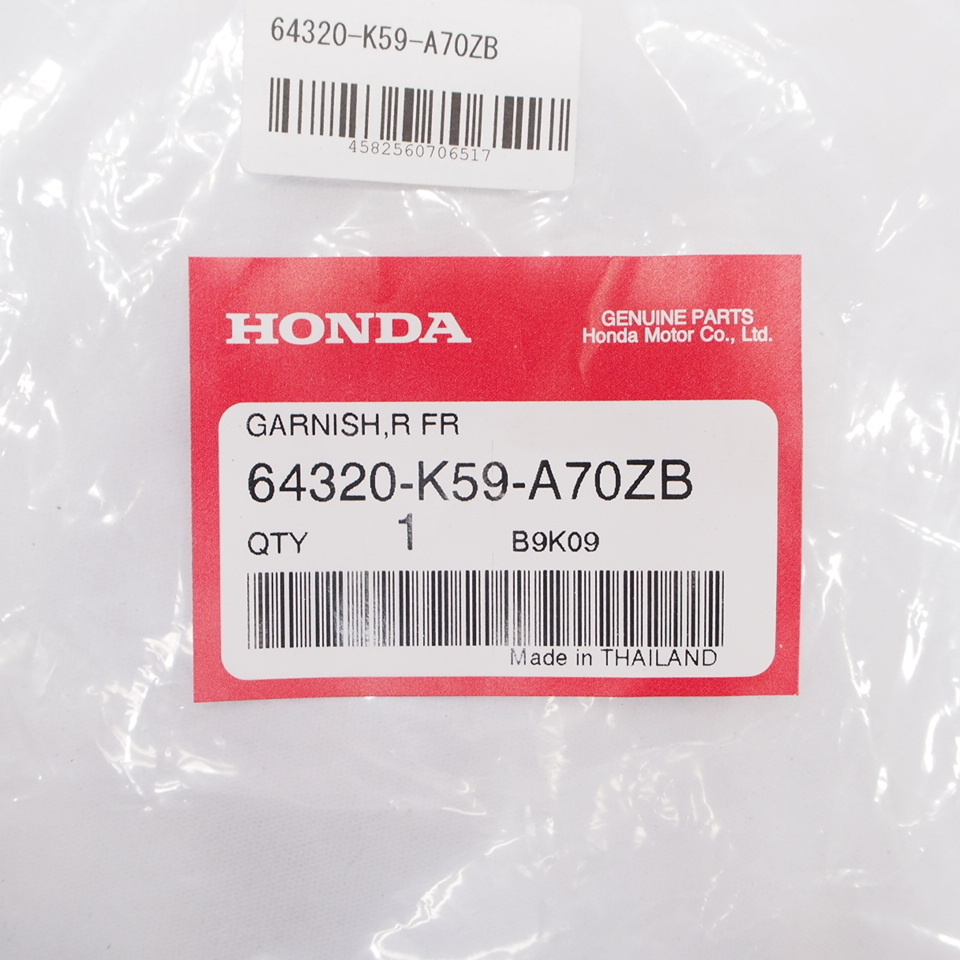 64320-K59-A70ZB
4582560706517
HONDA
GENUINE PARTS
Honda Motor Co., Ltd.
GARNISH,R FR
64320-K59-A70ZB
QTY 1 B9K09
Made in THAILAND